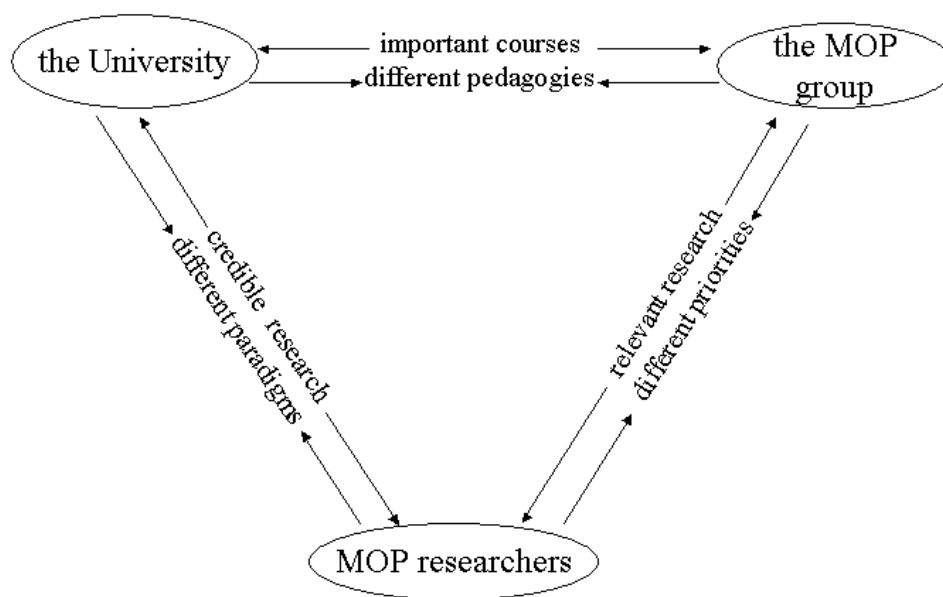 the University
important courses
different pedagogies
the MOP
group
credible research
different paradigms
relevant research
different priorities
MOP researchers